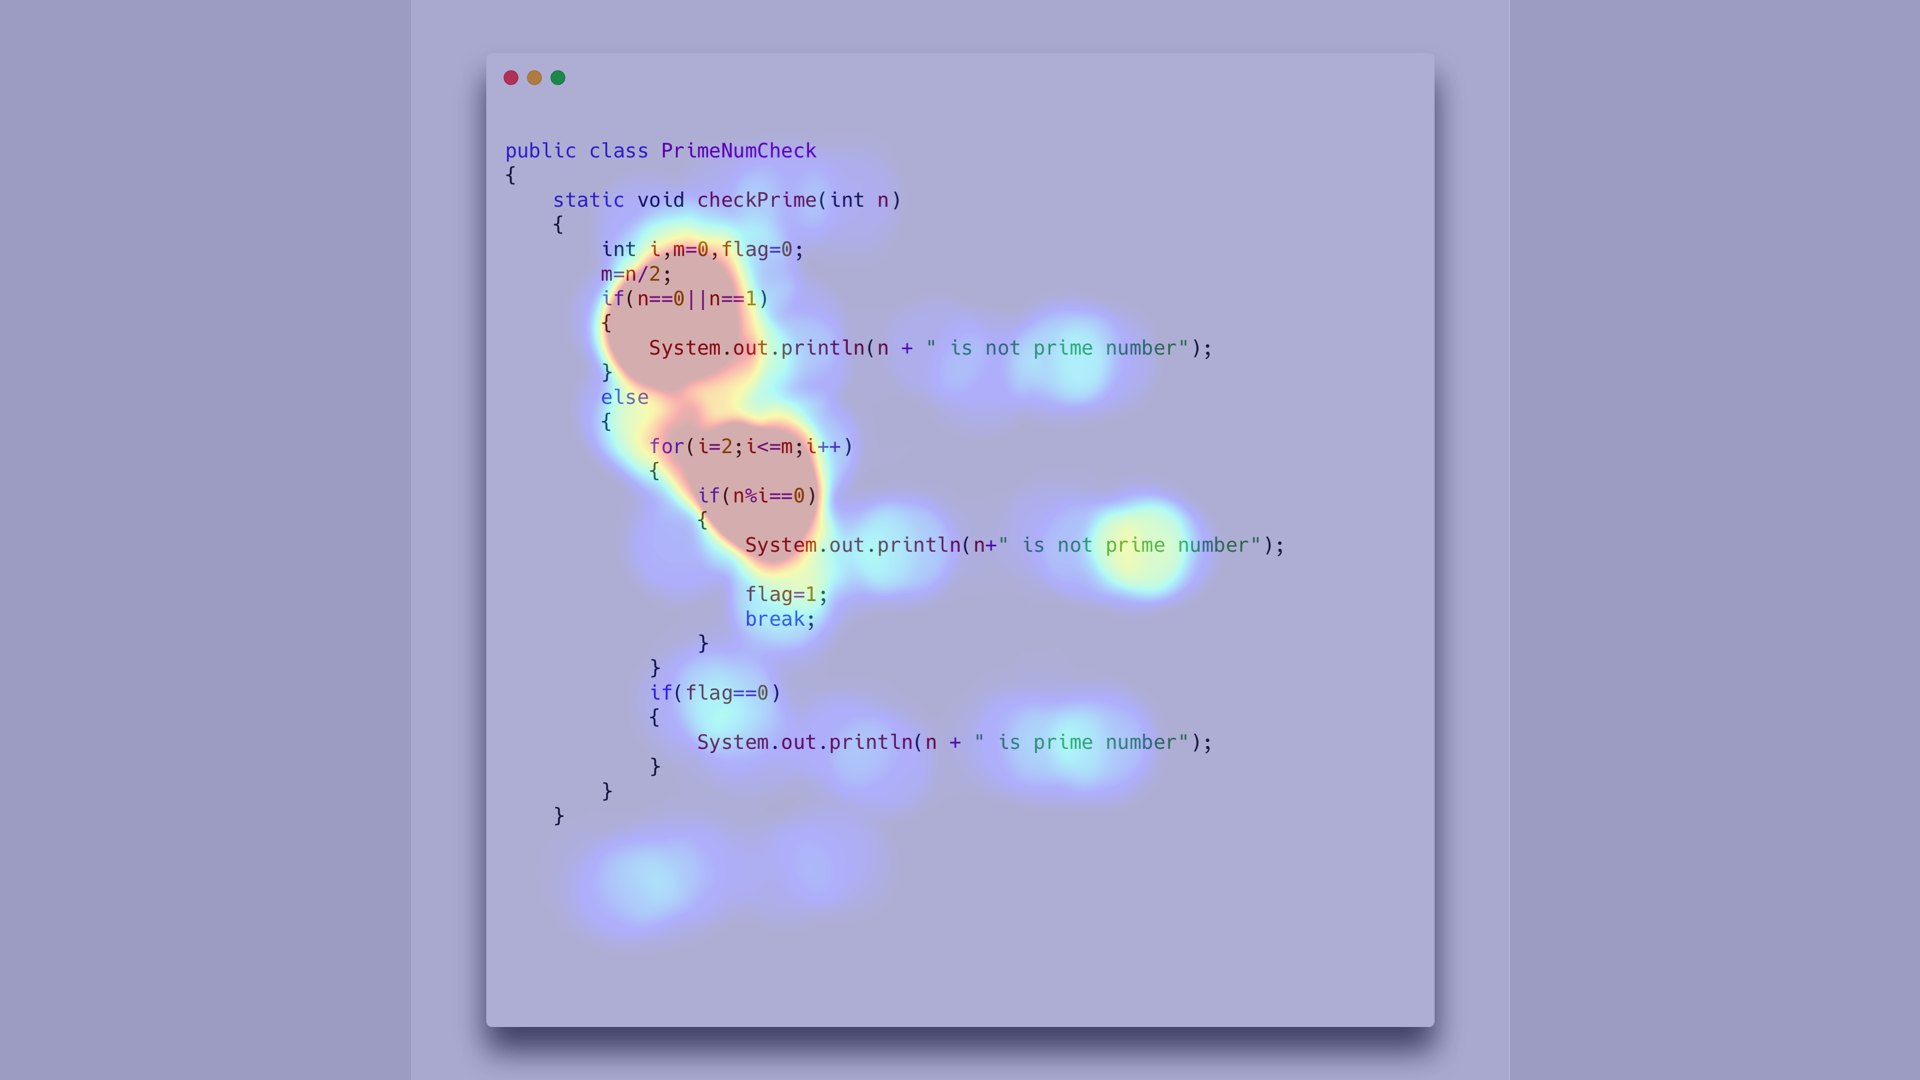 public class PrimeNumCheck
{
    static void checkPrime(int n)
    {
        int i,m=0,flag=0;
        m=n/2;
        if(n==0||n==1)
        {
            System.out.println(n + " is not prime number");
        }
        else
        {
            for(i=2;i<=m;i++)
            {
                if(n%i==0)
                {
                    System.out.println(n+" is not prime number");
                    flag=1;
                    break;
                }
            }
            if(flag==0)
            {
                System.out.println(n + " is prime number");
            }
        }
    }